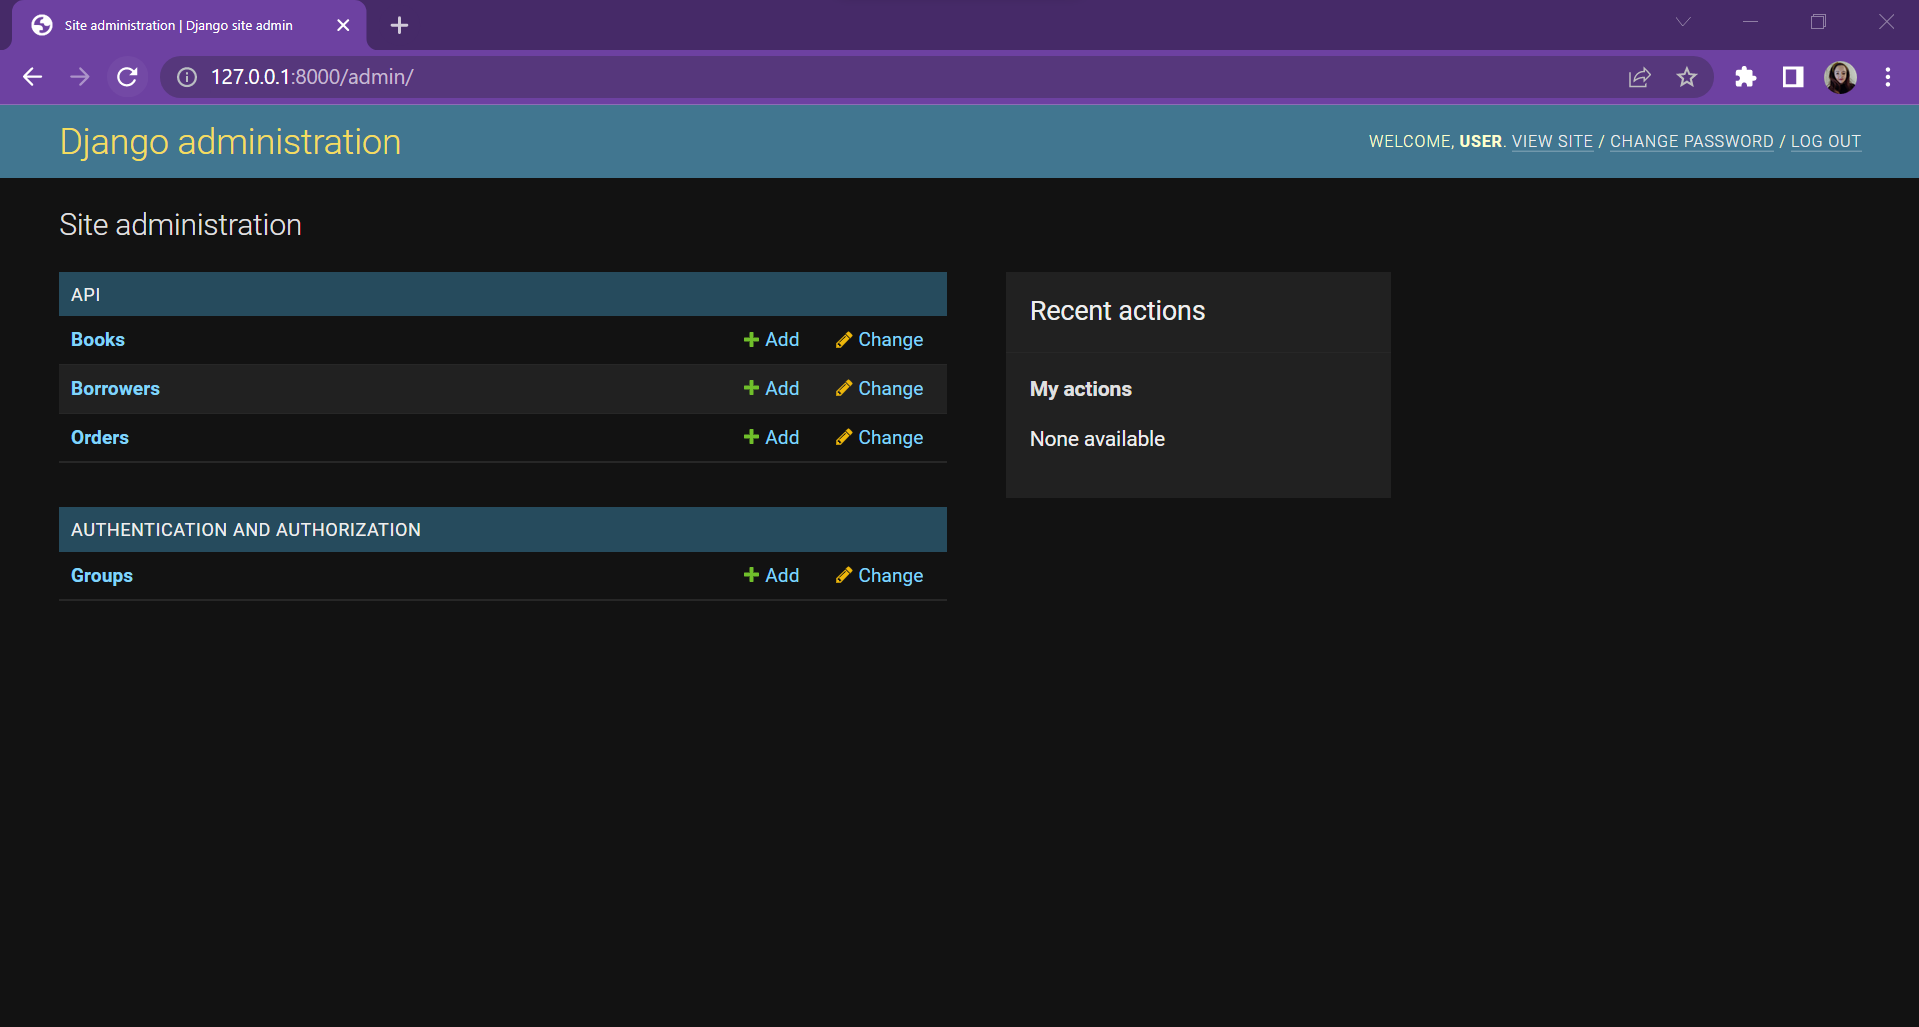 Site administration | Django site admin
127.0.0.1:8000/admin/
Django administration
WELCOME, USER. VIEW SITE / CHANGE PASSWORD / LOG OUT
Site administration
API
Books Add Change
Borrowers Add Change
Orders Add Change
AUTHENTICATION AND AUTHORIZATION
Groups Add Change
Recent actions
My actions
None available